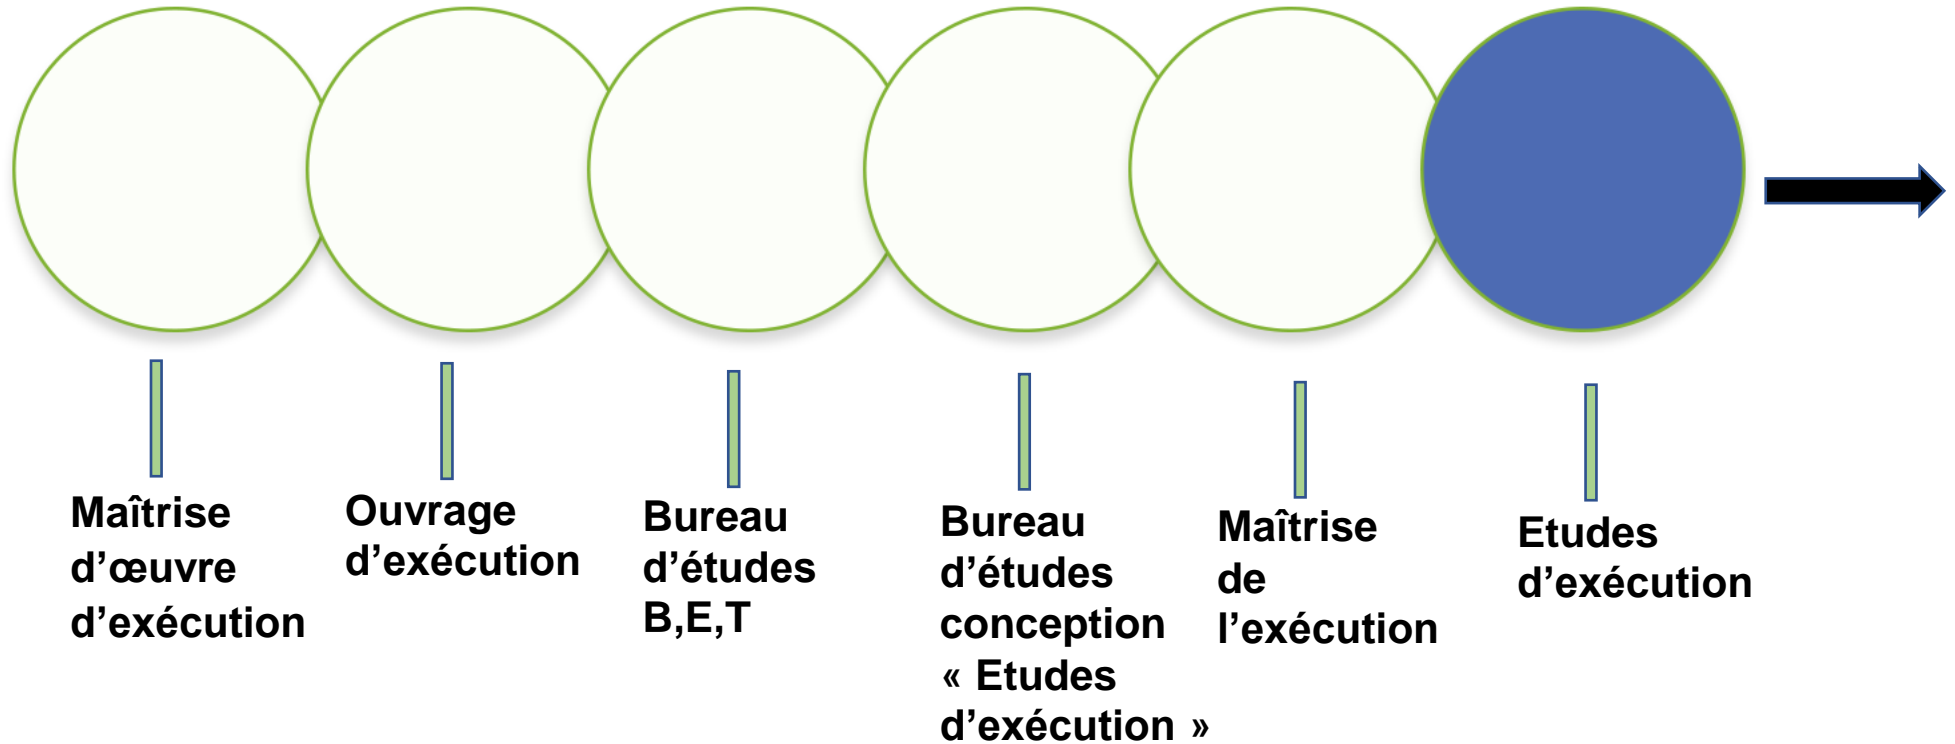 Maîtrise
d’œuvre
d’exécution
Ouvrage
d’exécution
Bureau
d’études
B,E,T
Bureau
d’études
conception
« Etudes
d’exécution »
Maîtrise
de
l’exécution
Etudes
d’exécution